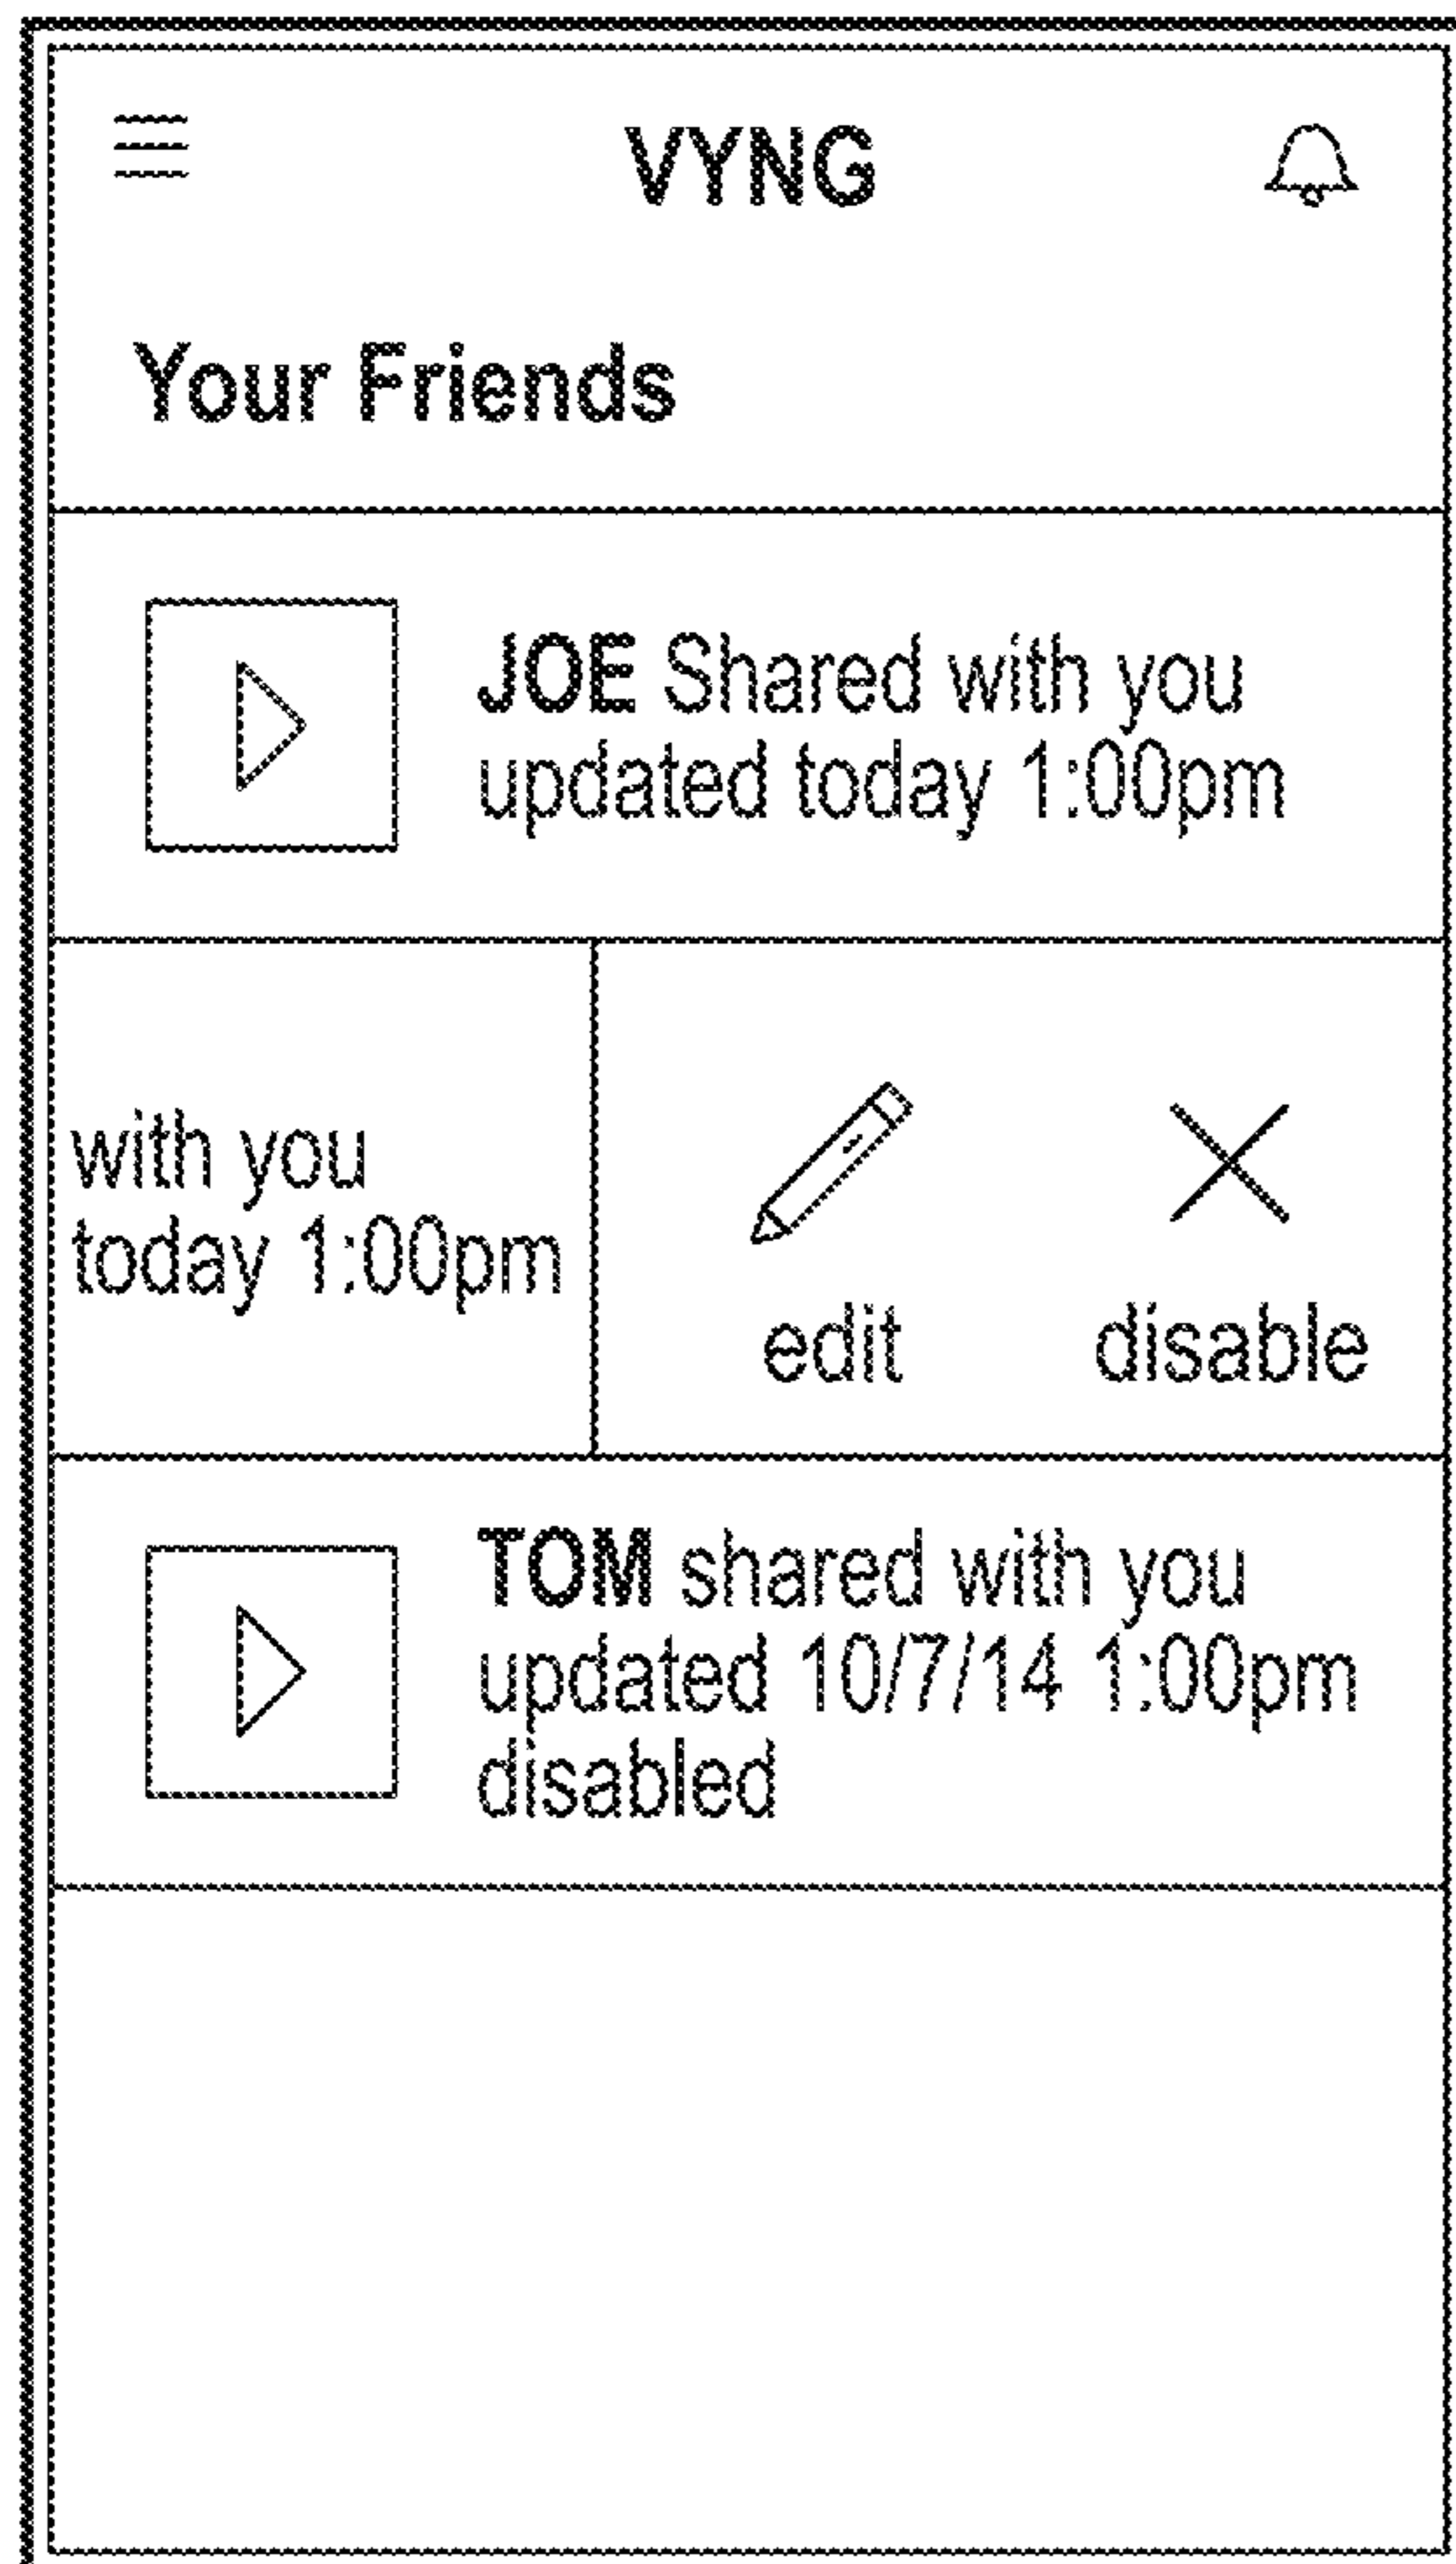 VYNG
Your Friends
JOE Shared with you
updated today 1:00pm
with you
today 1:00pm
edit
disable
TOM shared with you
updated 10/7/14 1:00pm
disabled